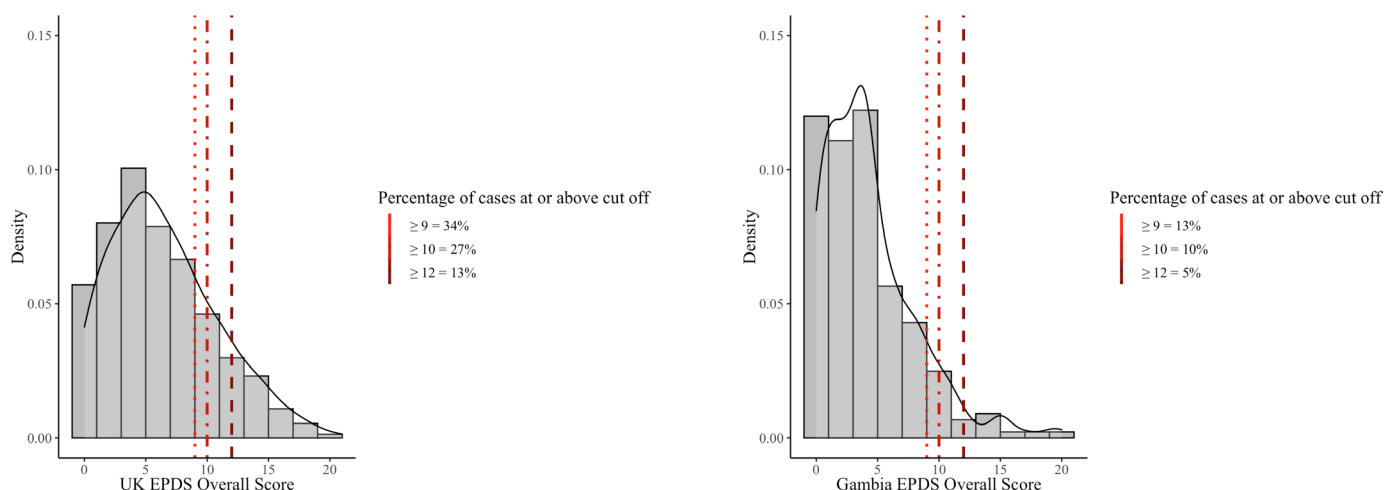 0.15
0.10
0.05
0.00
Density
0
5
10
15
20
UK EPDS Overall Score
Percentage of cases at or above cut off
≥ 9 = 34%
≥ 10 = 27%
≥ 12 = 13%
0.15
0.10
0.05
0.00
Density
0
5
10
15
20
Gambia EPDS Overall Score
Percentage of cases at or above cut off
≥ 9 = 13%
≥ 10 = 10%
≥ 12 = 5%